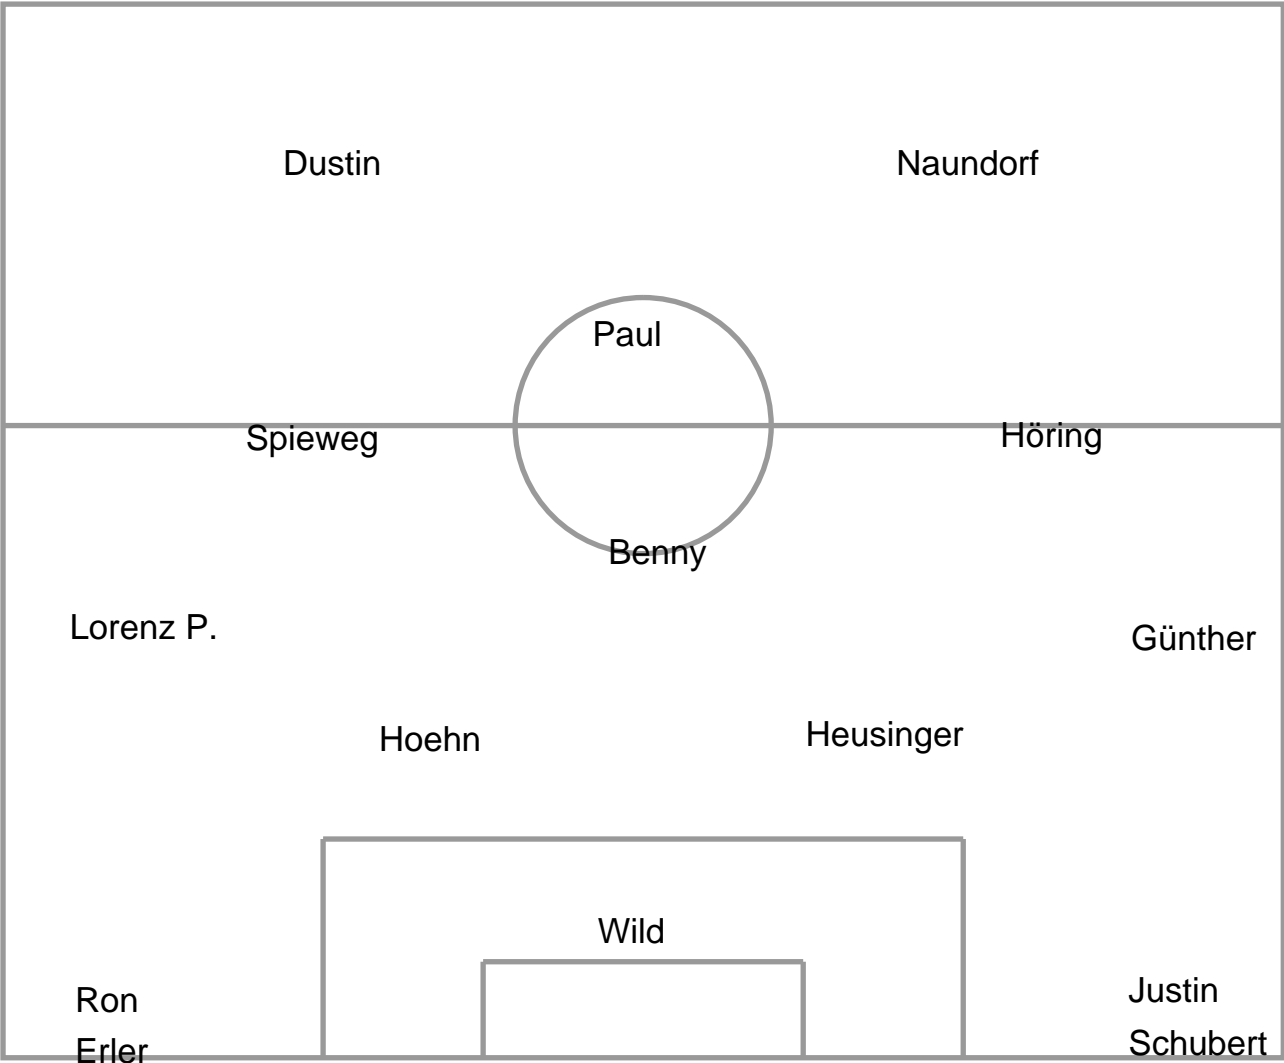 Dustin
Naundorf
Paul
Spieweg
Höring
Benny
Lorenz P.
Günther
Hoehn
Heusinger
Wild
Ron
Erler
Justin
Schubert